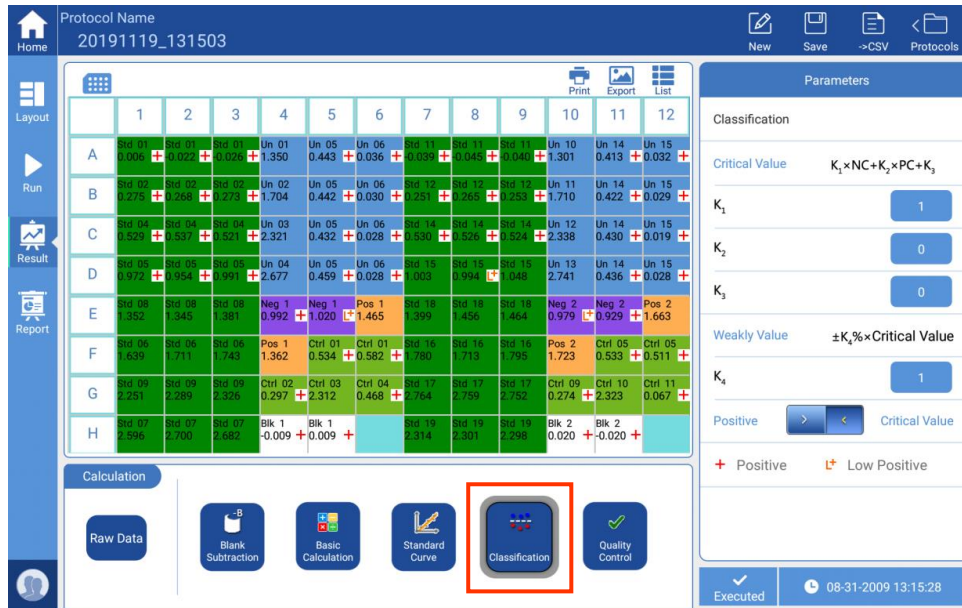 Protocol Name
20191119_131503
Home
New
Save
->CSV
Protocols
Layout
Run
Result
Report
Print
Export
List
1 2 3 4 5 6 7 8 9 10 11 12
A
Std 01 Std 01 Std 01 Un 01 Un 05 Un 06 Std 11 Std 11 Std 11 Un 10 Un 14 Un 15
0.006 + -0.022 + -0.026 + 1.350 0.443 + 0.036 + -0.039 + -0.045 + -0.040 + 1.301 0.413 + 0.032 +
B
Std 02 Std 02 Std 02 Un 02 Un 05 Un 06 Std 12 Std 12 Std 12 Un 11 Un 14 Un 15
0.275 + 0.268 + 0.273 + 1.704 0.442 + 0.030 + 0.251 + 0.265 + 0.253 + 1.710 0.422 + 0.029 +
C
Std 04 Std 04 Std 04 Un 03 Un 05 Un 06 Std 14 Std 14 Std 14 Un 12 Un 14 Un 15
0.529 + 0.537 + 0.521 + 2.321 0.432 + 0.028 + 0.530 + 0.526 + 0.524 + 2.338 0.430 + 0.019 +
D
Std 05 Std 05 Std 05 Un 04 Un 05 Un 06 Std 15 Std 15 Std 15 Un 13 Un 14 Un 15
0.972 + 0.954 + 0.991 + 2.677 0.459 + 0.028 + 1.003 0.994 L+ 1.048 2.741 0.436 + 0.028 +
E
Std 08 Std 08 Std 08 Neg 1 Neg 1 Pos 1 Std 18 Std 18 Std 18 Neg 2 Neg 2 Pos 2
1.352 1.345 1.381 0.992 + 1.020 L+ 1.465 1.399 1.456 1.464 0.979 L+ 0.929 + 1.663
F
Std 06 Std 06 Std 06 Pos 1 Ctrl 01 Ctrl 01 Std 16 Std 16 Std 16 Pos 2 Ctrl 05 Ctrl 05
1.639 1.711 1.743 1.362 0.534 + 0.582 + 1.780 1.713 1.795 1.723 0.533 + 0.511 +
G
Std 09 Std 09 Std 09 Ctrl 02 Ctrl 03 Ctrl 04 Std 17 Std 17 Std 17 Ctrl 09 Ctrl 10 Ctrl 11
2.251 2.289 2.326 0.297 + 2.312 0.468 + 2.764 2.759 2.752 0.274 + 2.323 0.067 +
H
Std 07 Std 07 Std 07 Blk 1 Blk 1 Std 19 Std 19 Std 19 Blk 2 Blk 2
2.596 2.700 2.682 -0.009 + 0.009 + 2.314 2.301 2.298 0.020 + -0.020 +
Calculation
Raw Data
-B
Blank
Subtraction
Basic
Calculation
Standard
Curve
Classification
Quality
Control
Parameters
Classification
Critical Value K₁×NC+K₂×PC+K₃
K₁ 1
K₂ 0
K₃ 0
Weakly Value ±K₄%×Critical Value
K₄ 1
Positive > < Critical Value
+ Positive L+ Low Positive
Executed
08-31-2009 13:15:28